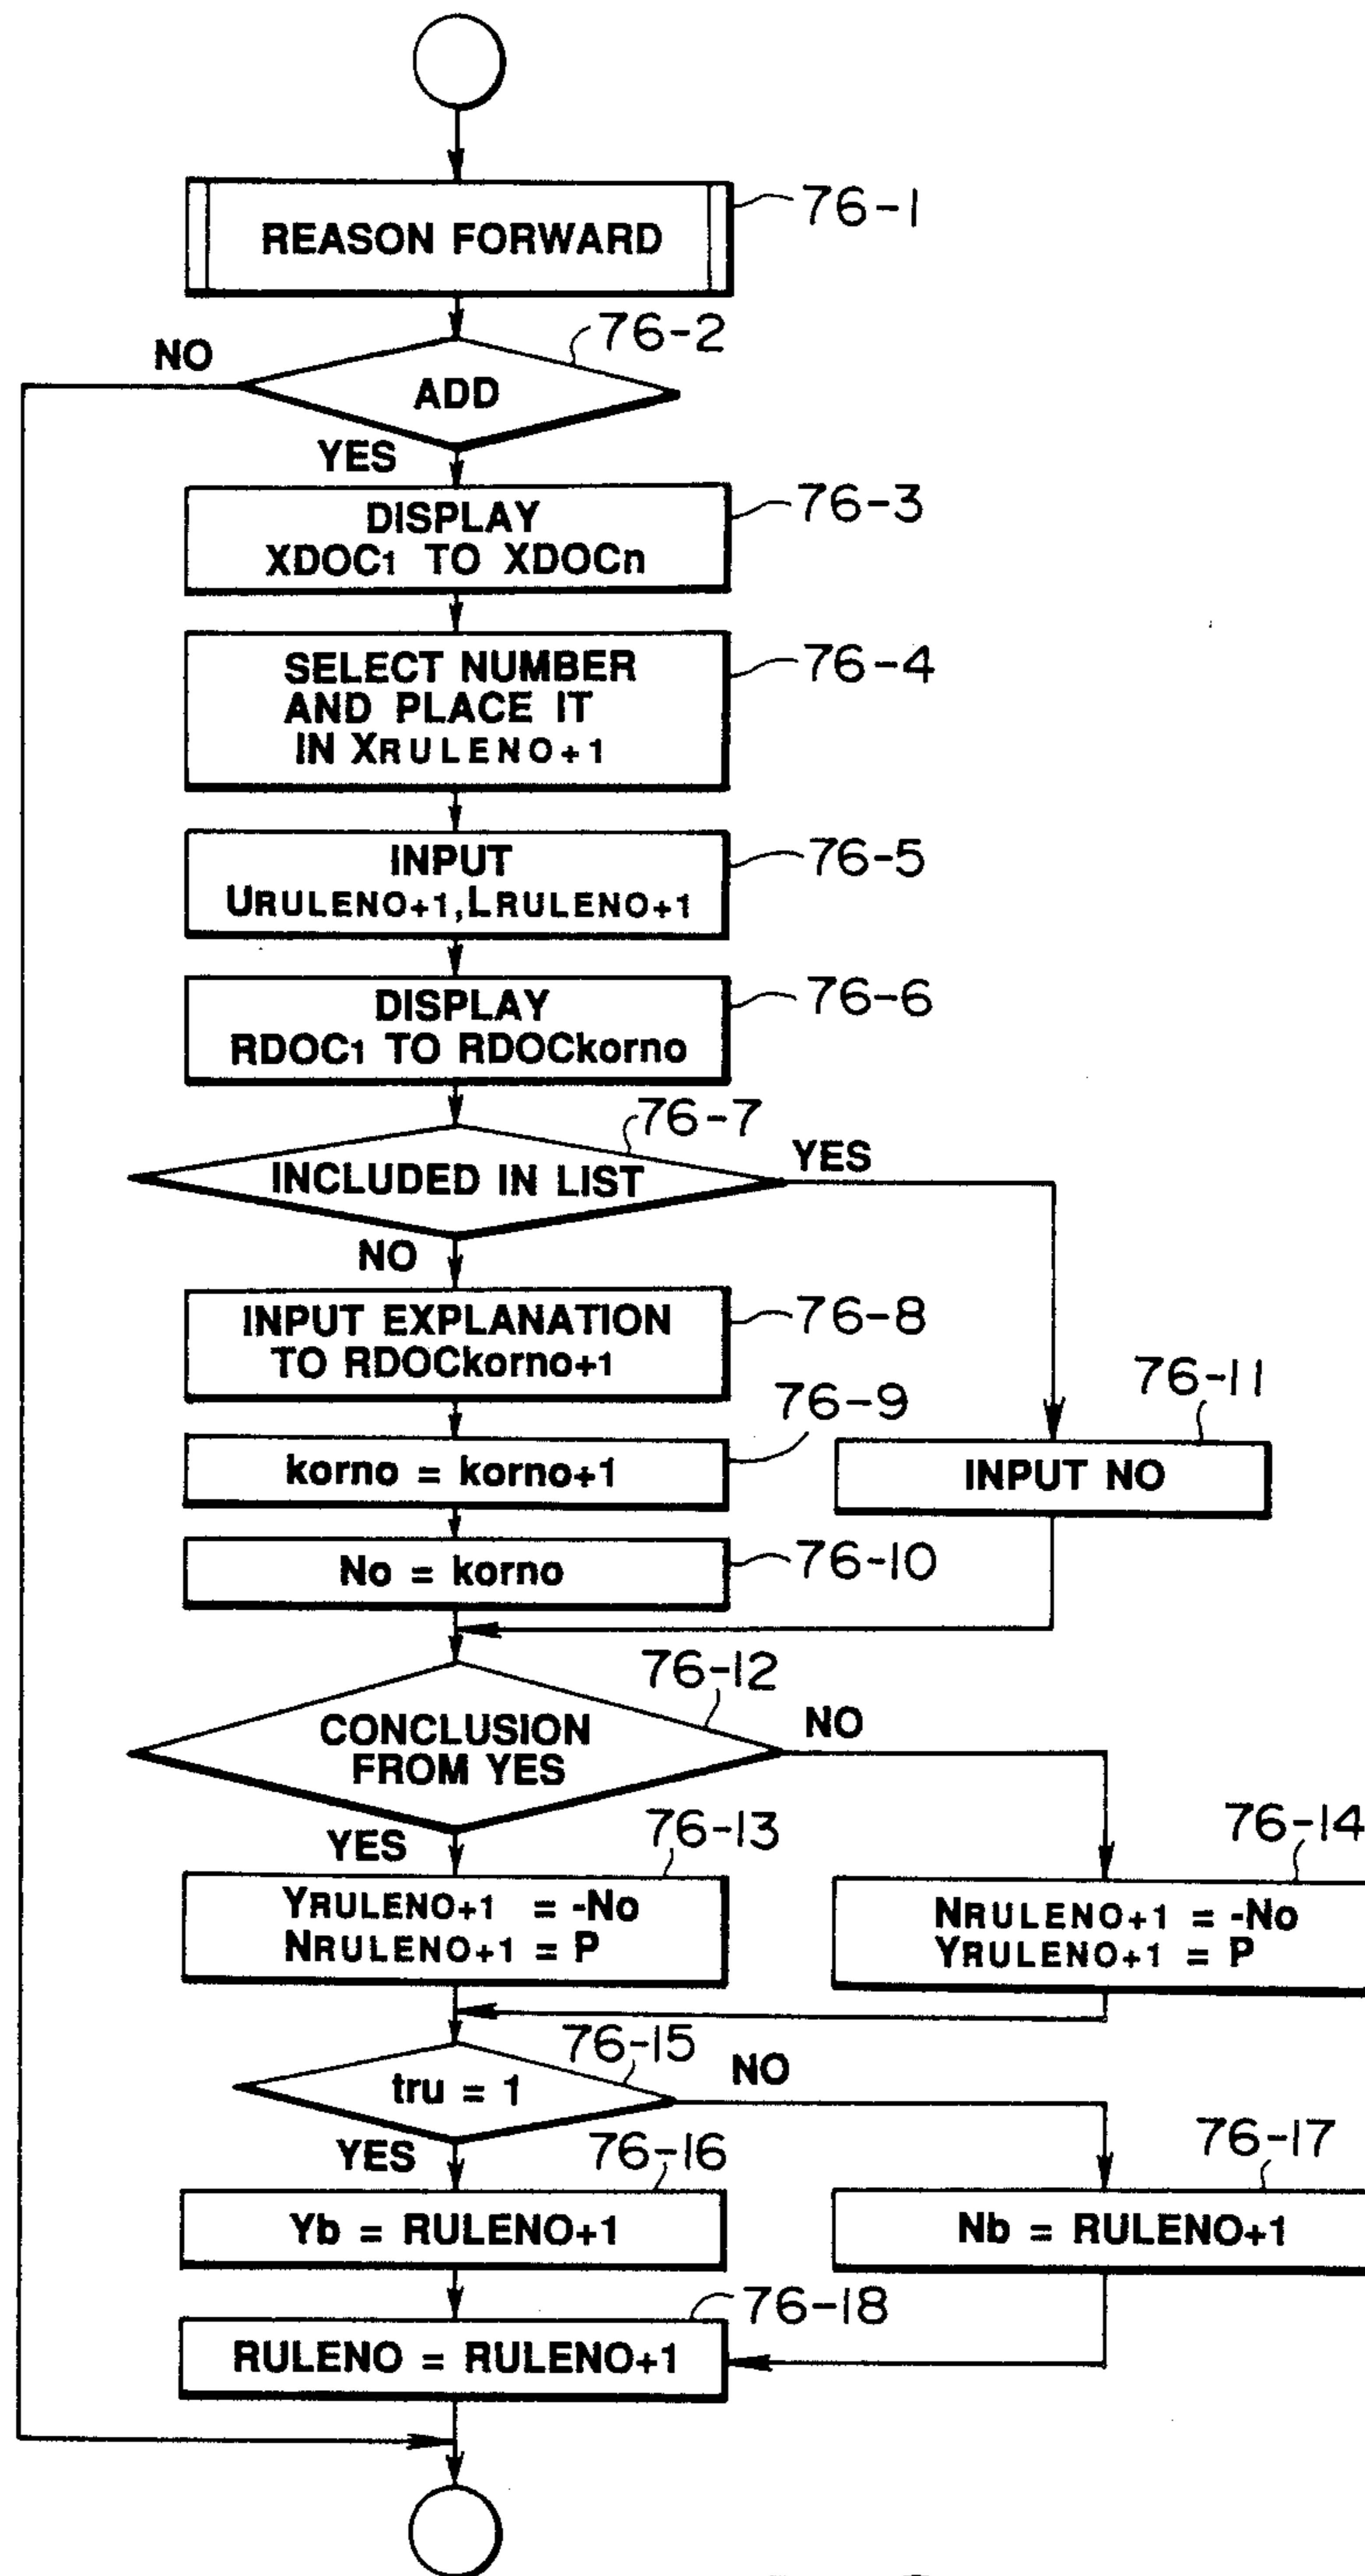 REASON FORWARD
76-1
76-2
NO
ADD
YES
76-3
DISPLAY
XDOC1 TO XDOCn
76-4
SELECT NUMBER
AND PLACE IT
IN XRULENO+1
76-5
INPUT
URULENO+1,LRULENO+1
76-6
DISPLAY
RDOC1 TO RDOCkorno
76-7
INCLUDED IN LIST
YES
NO
76-8
INPUT EXPLANATION
TO RDOCkorno+1
76-9
korno = korno+1
76-11
INPUT NO
No = korno
76-10
76-12
CONCLUSION
FROM YES
NO
YES
76-13
YRULENO+1 = -No
NRULENO+1 = P
76-14
NRULENO+1 = -No
YRULENO+1 = P
76-15
tru = 1
NO
YES
76-16
Yb = RULENO+1
76-17
Nb = RULENO+1
76-18
RULENO = RULENO+1